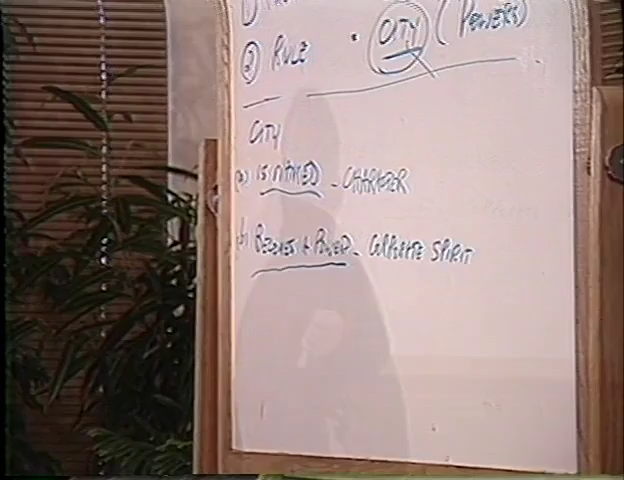 ② RULE • CITY (POWERS)
CITY
(a) IS NAMED - CHARACTER
(b) BECOMES A POWER - CORPORATE SPIRIT